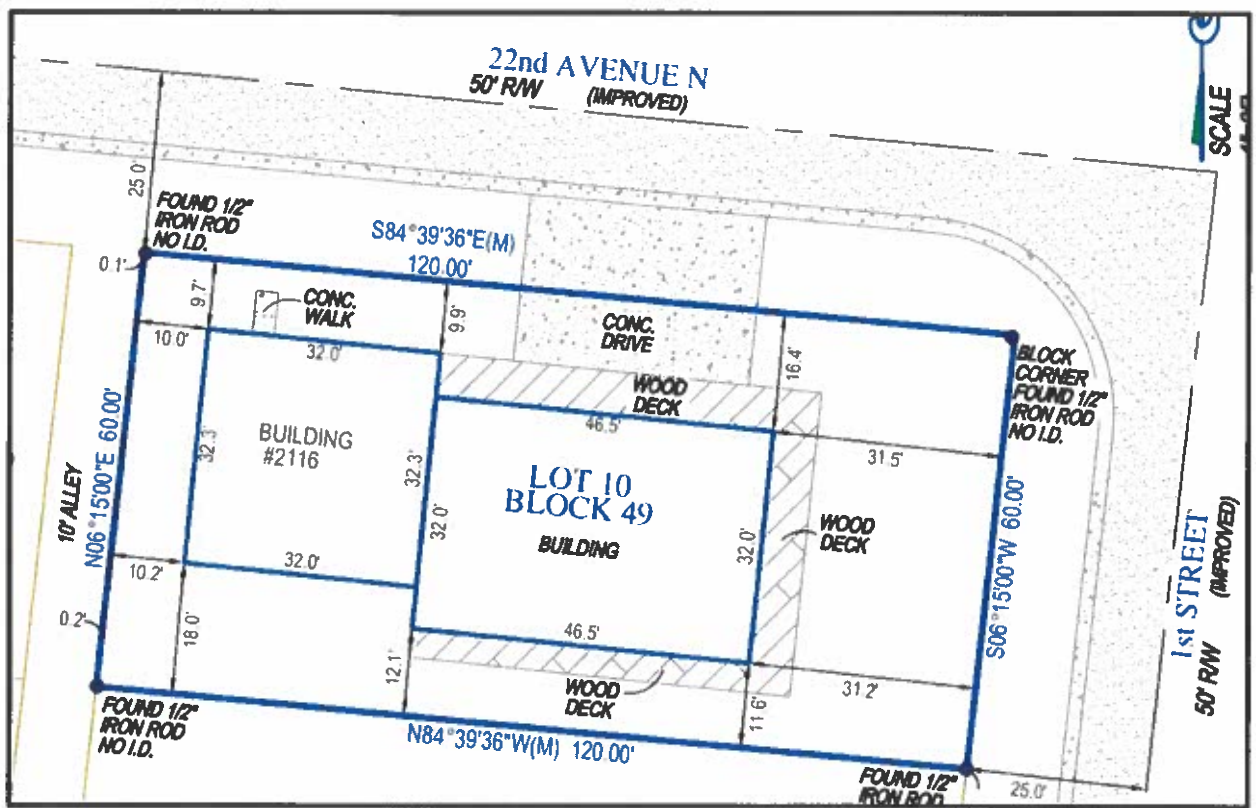 22nd AVENUE N
50' R/W (IMPROVED)
SCALE
25.0'
FOUND 1/2"
IRON ROD
NO I.D.
S84°39'36"E(M)
120.00'
0.1'
9.7'
CONC.
WALK
9.9'
CONC.
DRIVE
16.4'
BLOCK
CORNER
FOUND 1/2"
IRON ROD
NO I.D.
10.0'
32.0'
WOOD
DECK
46.5'
31.5'
BUILDING
#2116
32.3'
32.3'
LOT 10
BLOCK 49
BUILDING
32.0'
32.0'
WOOD
DECK
10' ALLEY
N06°15'00"E 60.00'
S06°15'00"W 60.00'
1st STREET
50' R/W (IMPROVED)
10.2'
32.0'
0.2'
18.0'
46.5'
12.1'
WOOD
DECK
31.2'
11.6'
FOUND 1/2"
IRON ROD
NO I.D.
N84°39'36"W(M) 120.00'
FOUND 1/2"
IRON ROD
25.0'